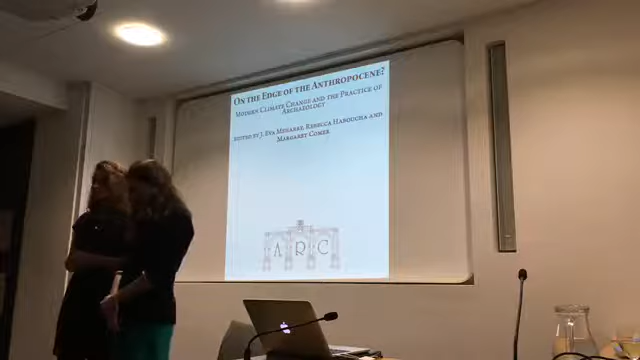 On the Edge of the Anthropocene?
Modern Climate Change and the Practice of
Archaeology
edited by J. Eva Meharry, Rebecca Haboucha and
Margaret Comer
A R C